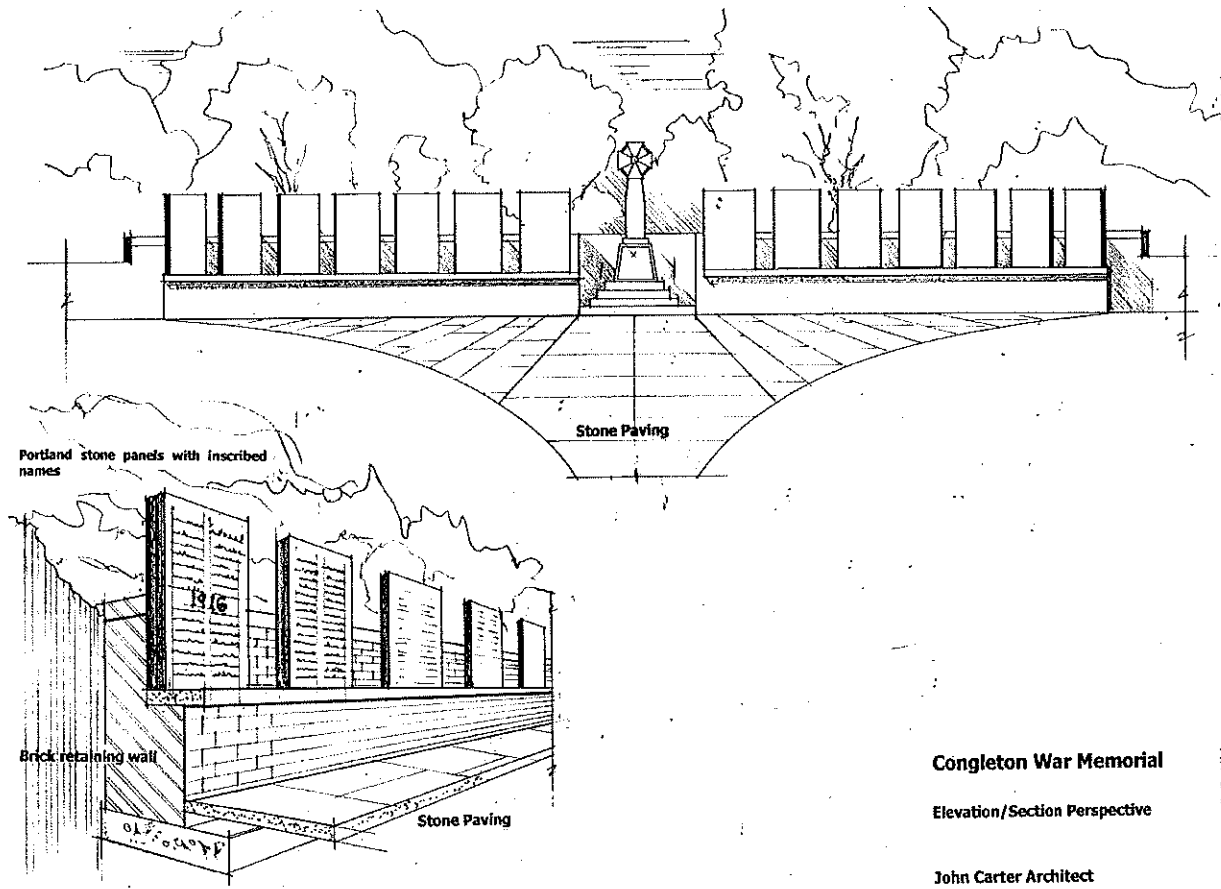 Stone Paving
Portland stone panels with inscribed
names
1916
Brick retaining wall
Stone Paving
Congleton War Memorial
Elevation/Section Perspective
John Carter Architect